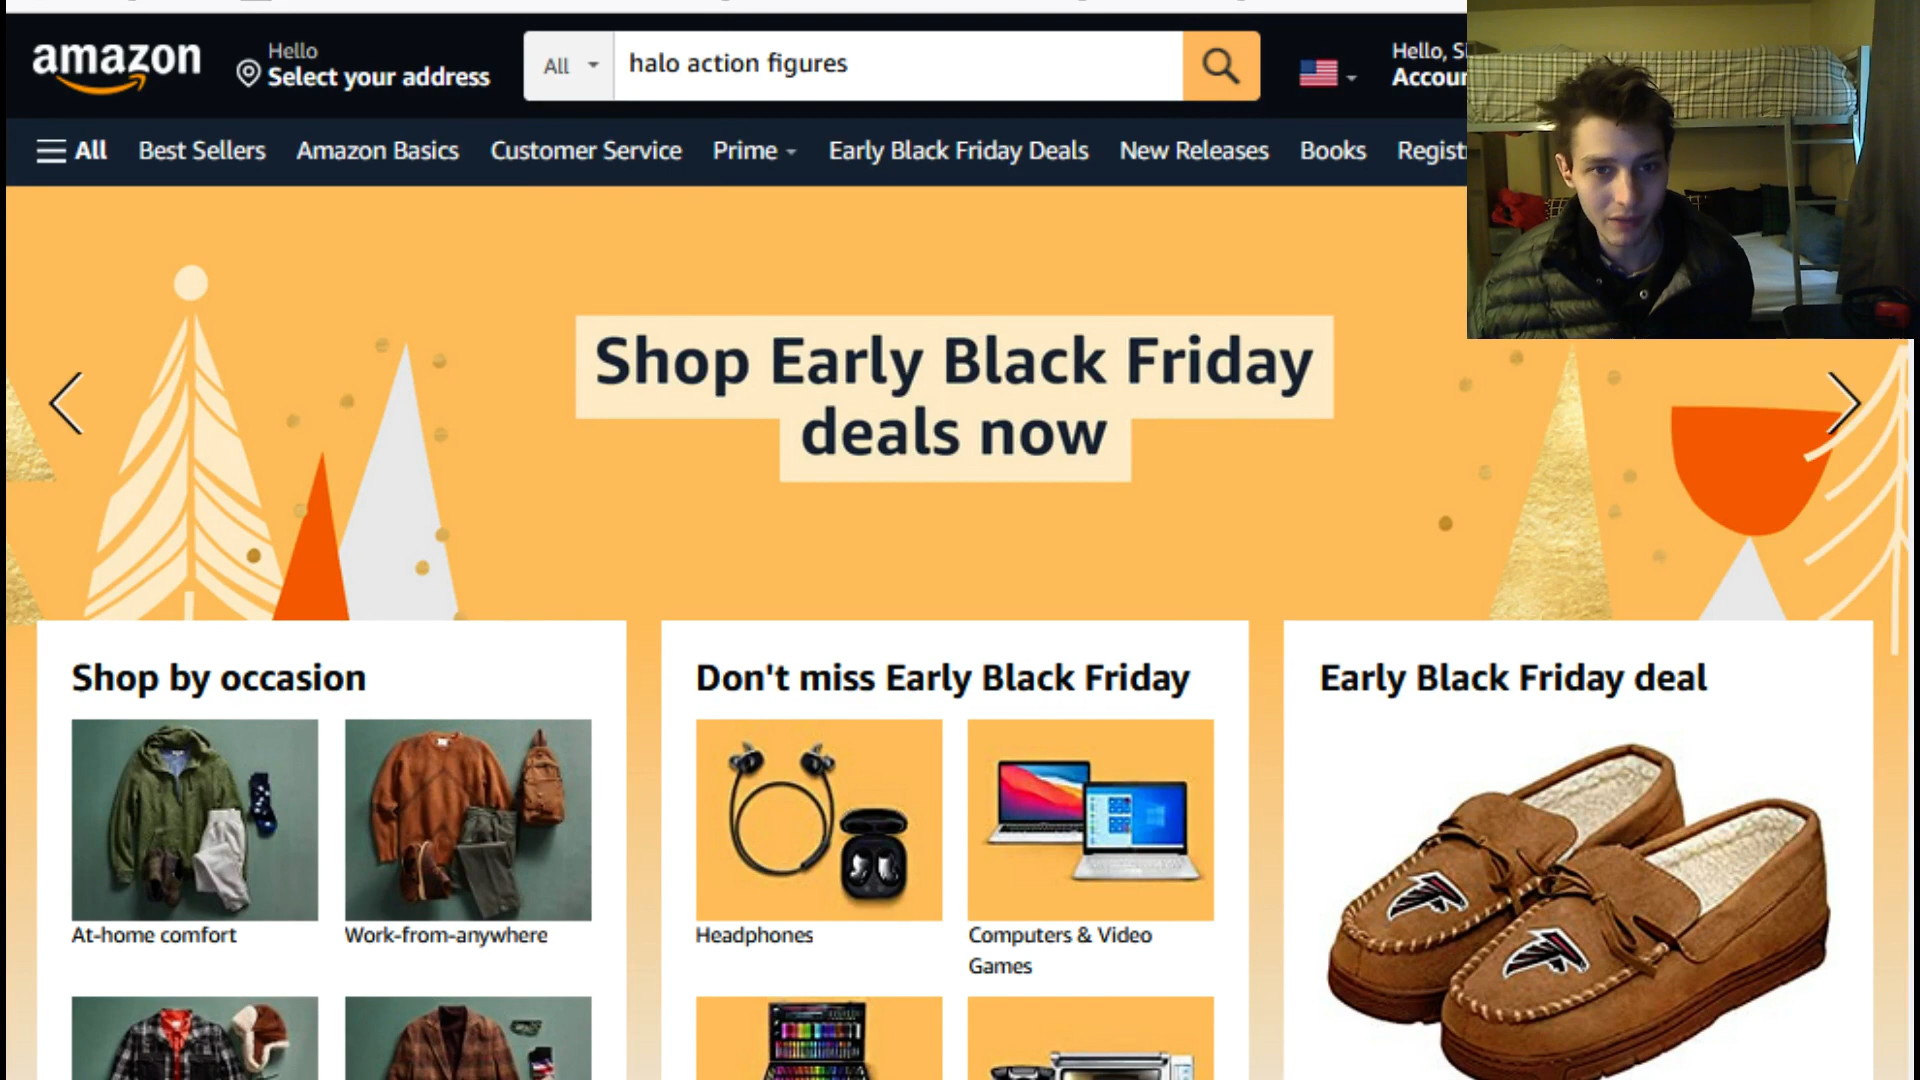 amazon
Hello
Select your address
All
halo action figures
Hello,
All
Best Sellers
Amazon Basics
Customer Service
Prime
Early Black Friday Deals
New Releases
Books
Shop Early Black Friday
deals now
Shop by occasion
At-home comfort
Work-from-anywhere
Don't miss Early Black Friday
Headphones
Computers & Video
Games
Early Black Friday deal